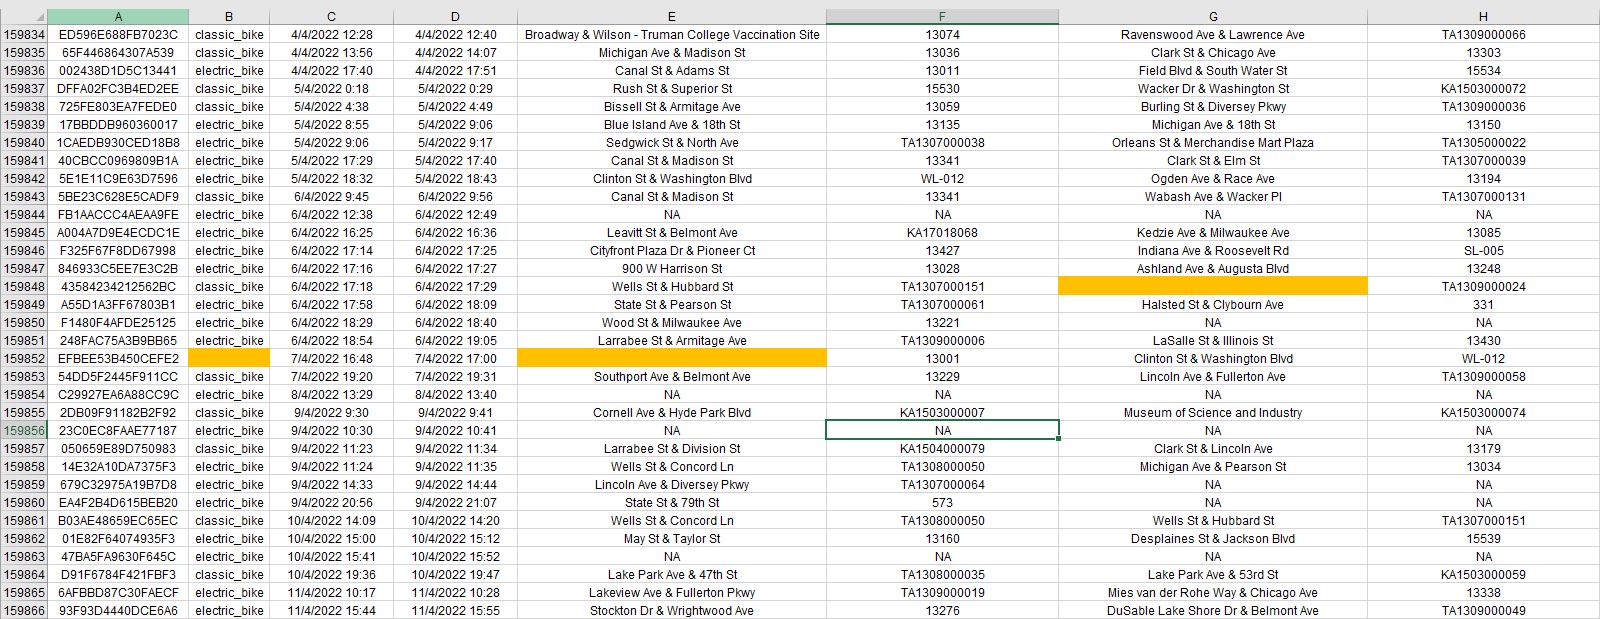 A B C D E F G H
159834 ED596E688FB7023C classic_bike 4/4/2022 12:28 4/4/2022 12:40 Broadway & Wilson - Truman College Vaccination Site 13074 Ravenswood Ave & Lawrence Ave TA1309000066
159835 65F446864307A539 classic_bike 4/4/2022 13:56 4/4/2022 14:07 Michigan Ave & Madison St 13036 Clark St & Chicago Ave 13303
159836 002438D1D5C13441 electric_bike 4/4/2022 17:40 4/4/2022 17:51 Canal St & Adams St 13011 Field Blvd & South Water St 15534
159837 DFFA02FC3B4ED2EE classic_bike 5/4/2022 0:18 5/4/2022 0:29 Rush St & Superior St 15530 Wacker Dr & Washington St KA1503000072
159838 725FE803EA7FEDE0 classic_bike 5/4/2022 4:38 5/4/2022 4:49 Bissell St & Armitage Ave 13059 Burling St & Diversey Pkwy TA1309000036
159839 17BBDDB960360017 electric_bike 5/4/2022 8:55 5/4/2022 9:06 Blue Island Ave & 18th St 13135 Michigan Ave & 18th St 13150
159840 1CAEDB930CED18B8 electric_bike 5/4/2022 9:06 5/4/2022 9:17 Sedgwick St & North Ave TA1307000038 Orleans St & Merchandise Mart Plaza TA1305000022
159841 40CBCC0969809B1A electric_bike 5/4/2022 17:29 5/4/2022 17:40 Canal St & Madison St 13341 Clark St & Elm St TA1307000039
159842 5E1E11C9E63D7596 electric_bike 5/4/2022 18:32 5/4/2022 18:43 Clinton St & Washington Blvd WL-012 Ogden Ave & Race Ave 13194
159843 5BE23C628E5CADF9 classic_bike 6/4/2022 9:45 6/4/2022 9:56 Canal St & Madison St 13341 Wabash Ave & Wacker Pl TA1307000131
159844 FB1AACCC4AEAA9FE electric_bike 6/4/2022 12:38 6/4/2022 12:49 NA NA NA NA
159845 A004A7D9E4ECDC1E electric_bike 6/4/2022 16:25 6/4/2022 16:36 Leavitt St & Belmont Ave KA17018068 Kedzie Ave & Milwaukee Ave 13085
159846 F325F67F8DD67998 electric_bike 6/4/2022 17:14 6/4/2022 17:25 Cityfront Plaza Dr & Pioneer Ct 13427 Indiana Ave & Roosevelt Rd SL-005
159847 846933C5EE7E3C2B electric_bike 6/4/2022 17:16 6/4/2022 17:27 900 W Harrison St 13028 Ashland Ave & Augusta Blvd 13248
159848 43584234212562BC classic_bike 6/4/2022 17:18 6/4/2022 17:29 Wells St & Hubbard St TA1307000151 TA1309000024
159849 A55D1A3FF67803B1 electric_bike 6/4/2022 17:58 6/4/2022 18:09 State St & Pearson St TA1307000061 Halsted St & Clybourn Ave 331
159850 F1480F4AFDE25125 electric_bike 6/4/2022 18:29 6/4/2022 18:40 Wood St & Milwaukee Ave 13221 NA NA
159851 248FAC75A3B9BB65 electric_bike 6/4/2022 18:54 6/4/2022 19:05 Larrabee St & Armitage Ave TA1309000006 LaSalle St & Illinois St 13430
159852 EFBEE53B450CEFE2 7/4/2022 16:48 7/4/2022 17:00 13001 Clinton St & Washington Blvd WL-012
159853 54DD5F2445F911CC classic_bike 7/4/2022 19:20 7/4/2022 19:31 Southport Ave & Belmont Ave 13229 Lincoln Ave & Fullerton Ave TA1309000058
159854 C29927EA6A88CC9C electric_bike 8/4/2022 13:29 8/4/2022 13:40 NA NA NA NA
159855 2DB09F91182B2F92 classic_bike 9/4/2022 9:30 9/4/2022 9:41 Cornell Ave & Hyde Park Blvd KA1503000007 Museum of Science and Industry KA1503000074
159856 23C0EC8FAAE77187 electric_bike 9/4/2022 10:30 9/4/2022 10:41 NA NA NA NA
159857 050659E89D750983 classic_bike 9/4/2022 11:23 9/4/2022 11:34 Larrabee St & Division St KA1504000079 Clark St & Lincoln Ave 13179
159858 14E32A10DA7375F3 electric_bike 9/4/2022 11:24 9/4/2022 11:35 Wells St & Concord Ln TA1308000050 Michigan Ave & Pearson St 13034
159859 679C32975A19B7D8 electric_bike 9/4/2022 14:33 9/4/2022 14:44 Lincoln Ave & Diversey Pkwy TA1307000064 NA NA
159860 EA4F2B4D615BEB20 electric_bike 9/4/2022 20:56 9/4/2022 21:07 State St & 79th St 573 NA NA
159861 B03AE48659EC65EC classic_bike 10/4/2022 14:09 10/4/2022 14:20 Wells St & Concord Ln TA1308000050 Wells St & Hubbard St TA1307000151
159862 01E82F64074935F3 electric_bike 10/4/2022 15:00 10/4/2022 15:12 May St & Taylor St 13160 Desplaines St & Jackson Blvd 15539
159863 47BA5FA9630F645C electric_bike 10/4/2022 15:41 10/4/2022 15:52 NA NA NA NA
159864 D91F6784F421FBF3 classic_bike 10/4/2022 19:36 10/4/2022 19:47 Lake Park Ave & 47th St TA1308000035 Lake Park Ave & 53rd St KA1503000059
159865 6AFBBD87C30FAECF electric_bike 11/4/2022 10:17 11/4/2022 10:28 Lakeview Ave & Fullerton Pkwy TA1309000019 Mies van der Rohe Way & Chicago Ave 13338
159866 93F93D4440DCE6A6 electric_bike 11/4/2022 15:44 11/4/2022 15:55 Stockton Dr & Wrightwood Ave 13276 DuSable Lake Shore Dr & Belmont Ave TA1309000049